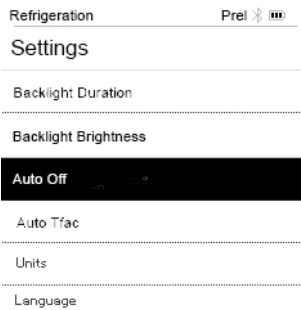 Refrigeration Prel
Settings
Backlight Duration
Backlight Brightness
Auto Off
Auto Tfac
Units
Language